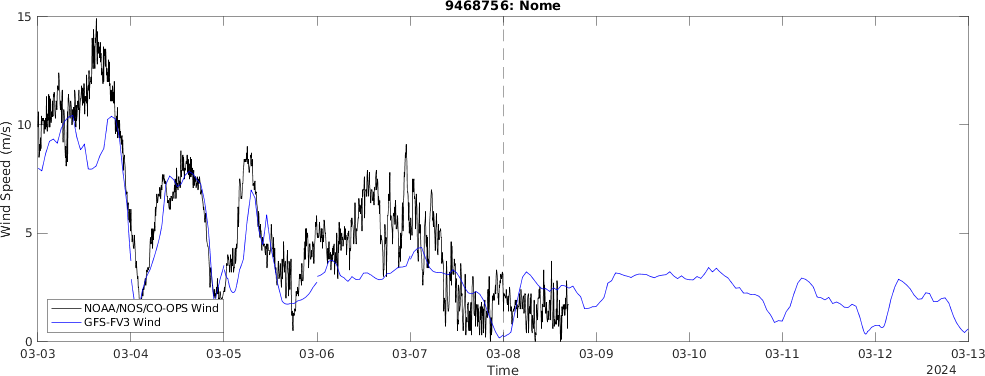 9468756: Nome
15
10
5
0
Wind Speed (m/s)
NOAA/NOS/CO-OPS Wind
GFS-FV3 Wind
03-03 03-04 03-05 03-06 03-07 03-08 03-09 03-10 03-11 03-12 03-13
Time
2024